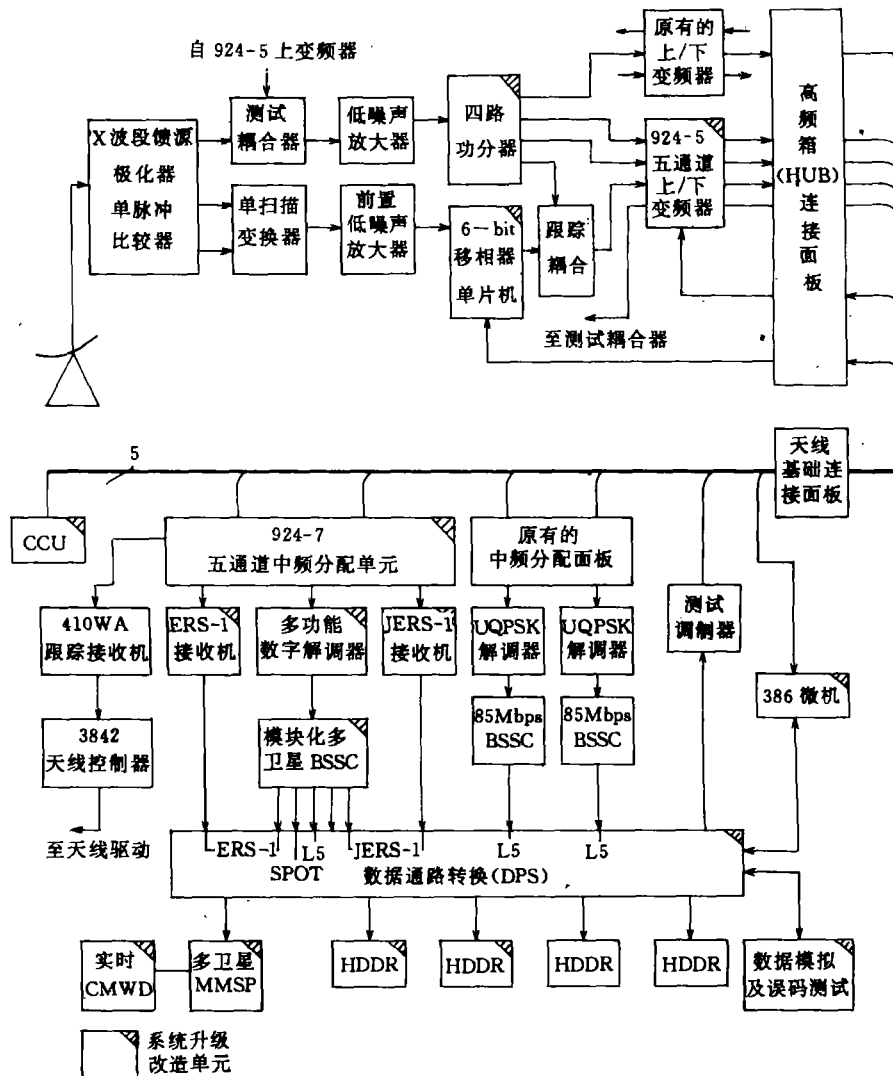 自 924-5 上变频器
原有的
上/下
变频器
测试
耦合器
低噪声
放大器
四路
功分器
924-5
五通道
上/下
变频器
高频箱
(HUB)
连接面板
X波段馈源
极化器
单脉冲
比较器
单扫描
变换器
前置
低噪声
放大器
6-bit
移相器
单片机
跟踪
耦合
至测试耦合器
5
天线
基础连
接面板
CCU
924-7
五通道中频分配单元
原有的
中频分配面板
410WA
跟踪接收机
ERS-1
接收机
多功能
数字解调器
JERS-1
接收机
UQPSK
解调器
UQPSK
解调器
测试
调制器
386 微机
3842
天线控制器
模块化多
卫星 BSSC
85Mbps
BSSC
85Mbps
BSSC
至天线驱动
ERS-1
L5
JERS-1
L5
L5
SPOT
数据通路转换(DPS)
实时
CMWD
多卫星
MMSP
HDDR
HDDR
HDDR
HDDR
数据模拟
及误码测试
系统升级
改造单元